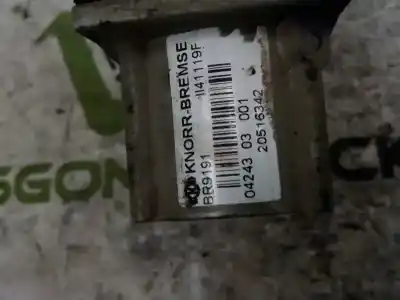 KNORR-BREMSE
II41119F
BR9191
04243 03 001
20516342